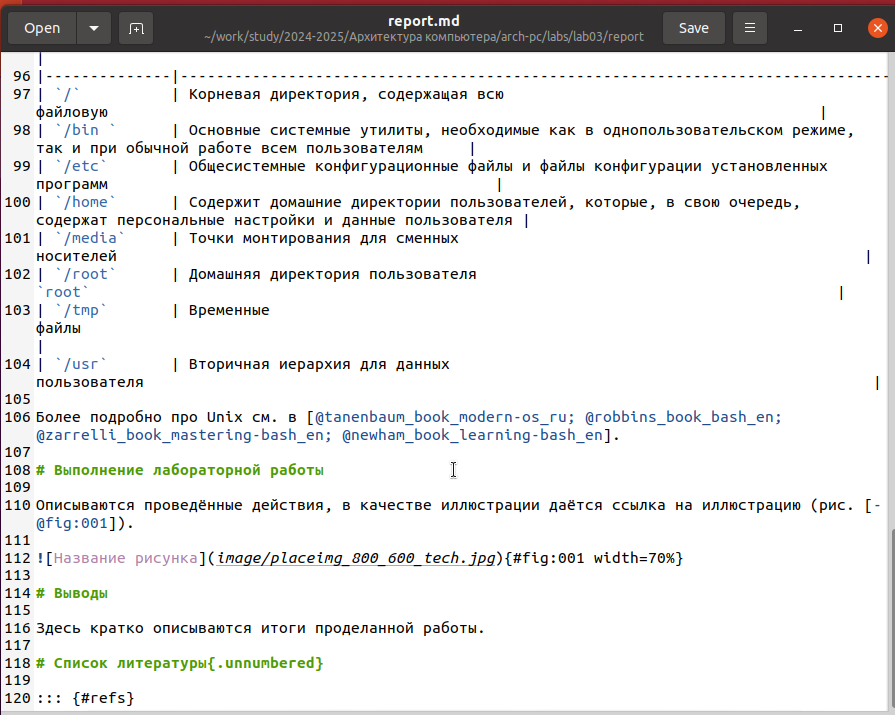 Open
report.md
~/work/study/2024-2025/Архитектура компьютера/arch-pc/labs/lab03/report
Save
|
96 |--------------|-------------------------------------------------------------------------------
97 | `/` | Корневая директория, содержащая всю
файловую |
98 | `/bin ` | Основные системные утилиты, необходимые как в однопользовательском режиме,
так и при обычной работе всем пользователям |
99 | `/etc` | Общесистемные конфигурационные файлы и файлы конфигурации установленных
программ |
100 | `/home` | Содержит домашние директории пользователей, которые, в свою очередь,
содержат персональные настройки и данные пользователя |
101 | `/media` | Точки монтирования для сменных
носителей |
102 | `/root` | Домашняя директория пользователя
`root` |
103 | `/tmp` | Временные
файлы
|
104 | `/usr` | Вторичная иерархия для данных
пользователя |
105
106 Более подробно про Unix см. в [@tanenbaum_book_modern-os_ru; @robbins_book_bash_en;
@zarrelli_book_mastering-bash_en; @newham_book_learning-bash_en].
107
108 # Выполнение лабораторной работы
109
110 Описываются проведённые действия, в качестве иллюстрации даётся ссылка на иллюстрацию (рис. [-
@fig:001]).
111
112 ![Название рисунка](image/placeimg_800_600_tech.jpg){#fig:001 width=70%}
113
114 # Выводы
115
116 Здесь кратко описываются итоги проделанной работы.
117
118 # Список литературы{.unnumbered}
119
120 ::: {#refs}